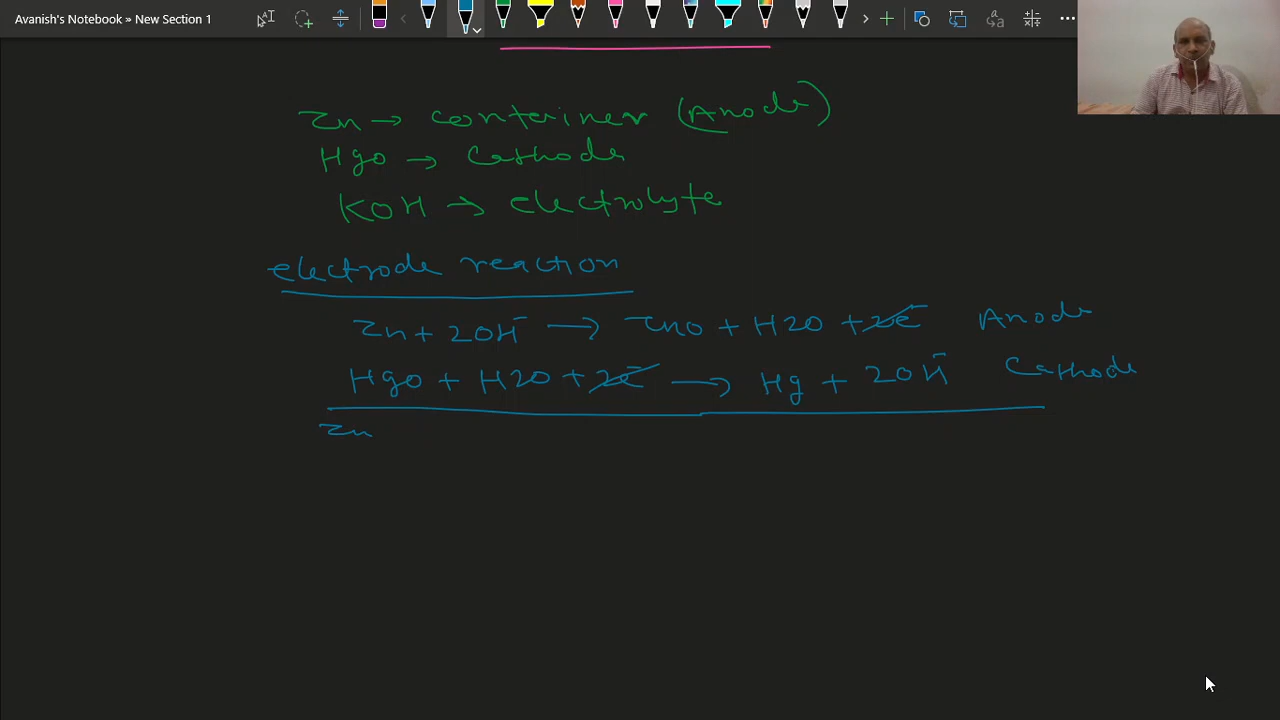 Avanish's Notebook » New Section 1
Zn → container (Anode)
HgO → Cathode
KOH → electrolyte
electrode reaction
Zn + 2OH⁻ → ZnO + H2O + 2e⁻ Anode
HgO + H2O + 2e⁻ → Hg + 2OH⁻ Cathode
Zn